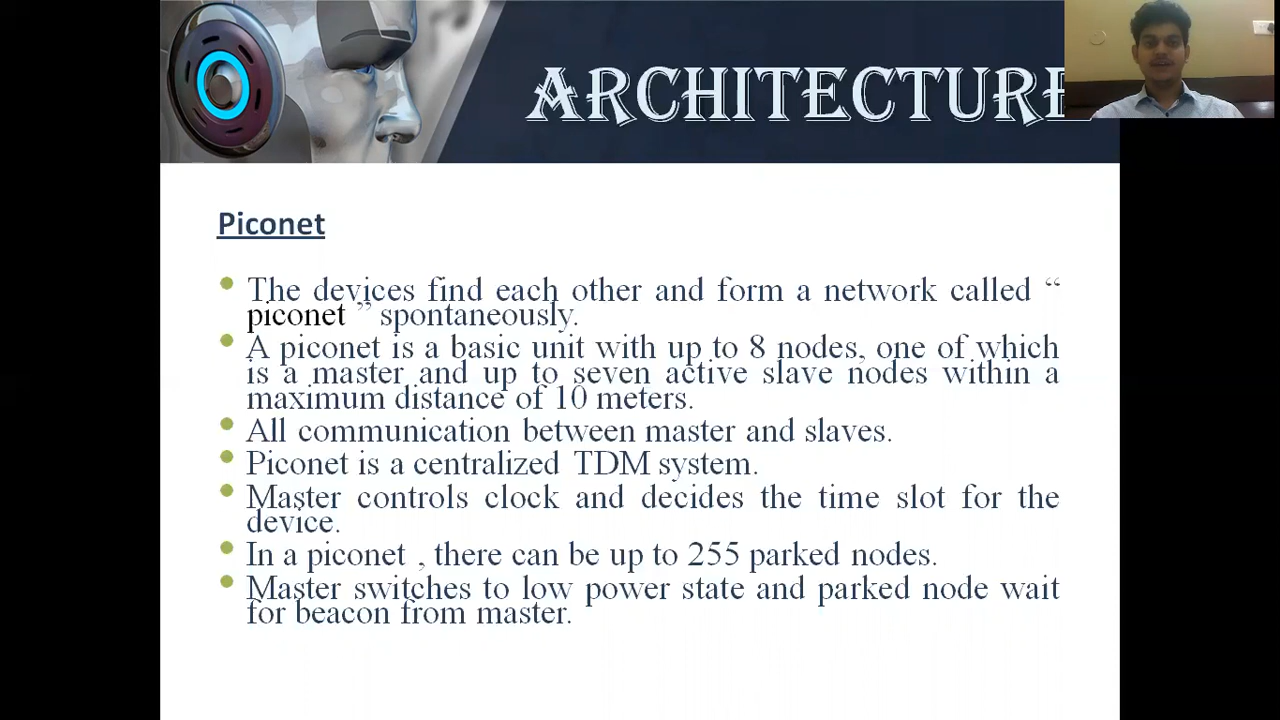 ARCHITECTURE
Piconet
• The devices find each other and form a network called “
piconet ” spontaneously.
• A piconet is a basic unit with up to 8 nodes, one of which
is a master and up to seven active slave nodes within a
maximum distance of 10 meters.
• All communication between master and slaves.
• Piconet is a centralized TDM system.
• Master controls clock and decides the time slot for the
device.
• In a piconet , there can be up to 255 parked nodes.
• Master switches to low power state and parked node wait
for beacon from master.